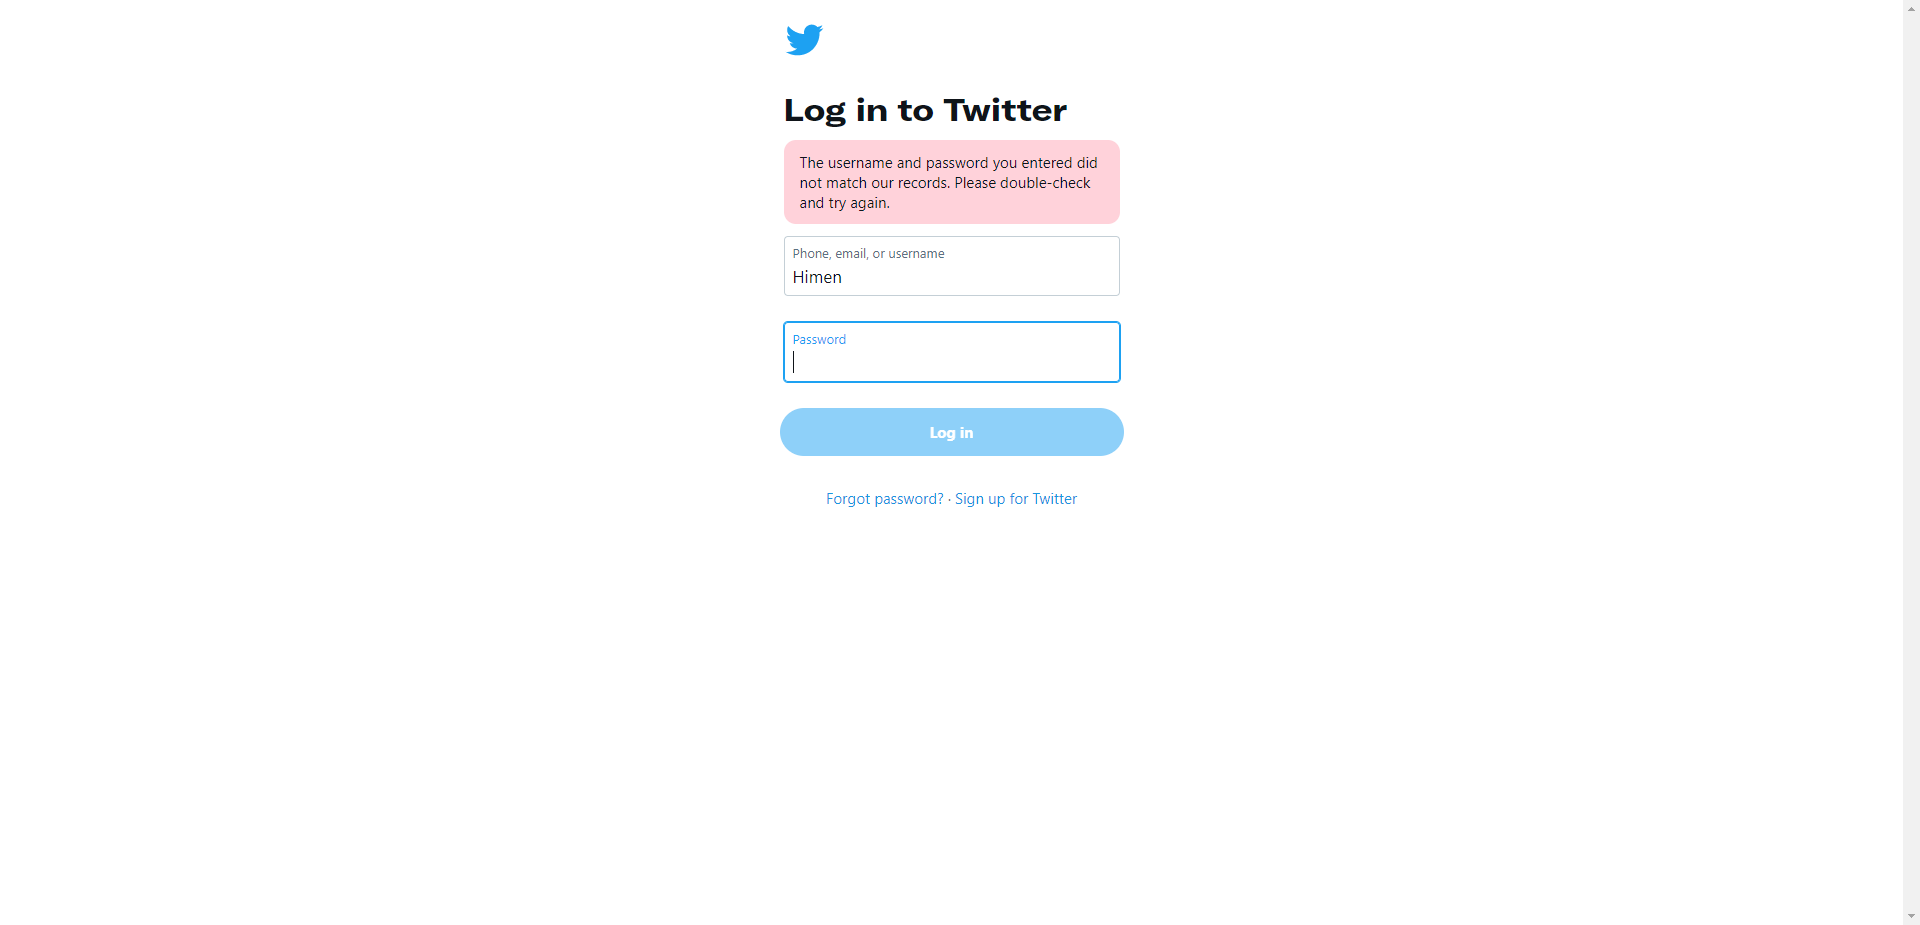 Log in to Twitter
The username and password you entered did
not match our records. Please double-check
and try again.
Phone, email, or username
Himen
Password
Log in
Forgot password? · Sign up for Twitter